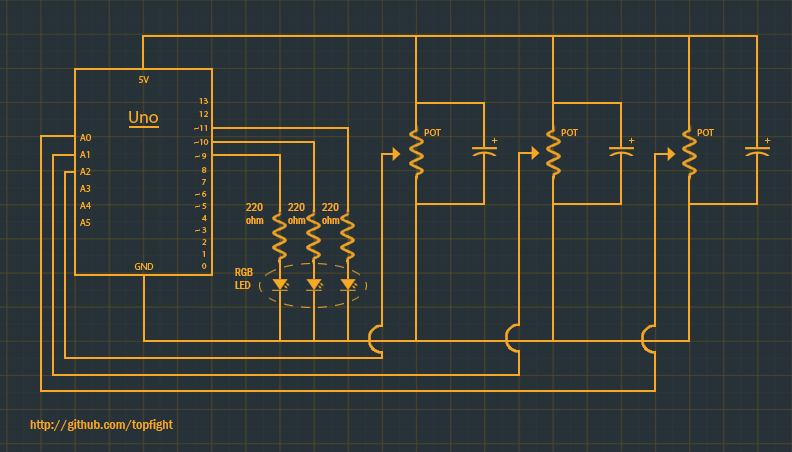 5V
Uno
13
12
~11
~10
~9
8
7
~6
~5
4
~3
2
1
0
A0
A1
A2
A3
A4
A5
GND
220 ohm
220 ohm
220 ohm
RGB
LED
POT
+
POT
+
POT
+
http://github.com/topfight